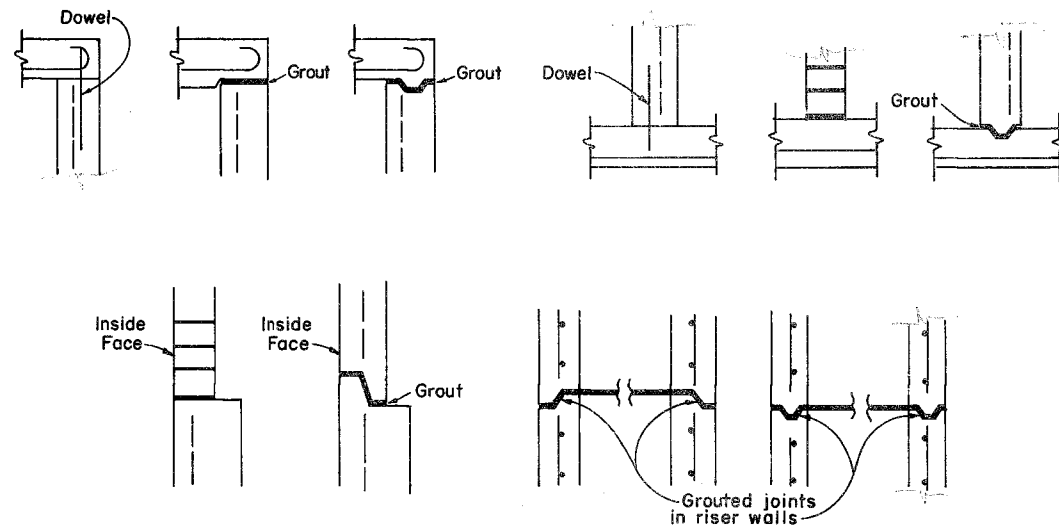 Dowel
Grout
Grout
Dowel
Grout
Inside
Face
Inside
Face
Grout
Grouted joints
in riser walls